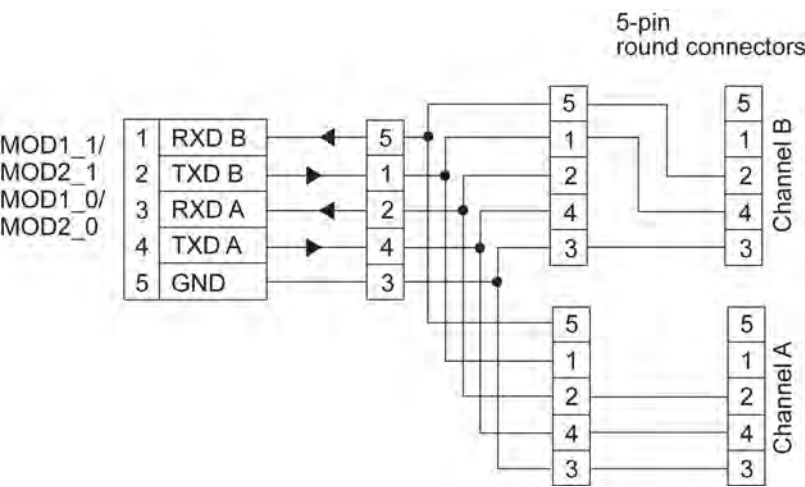 5-pin
round connectors
MOD1_1/
MOD2_1
MOD1_0/
MOD2_0
1 RXD B
2 TXD B
3 RXD A
4 TXD A
5 GND
5
1
2
4
3
5
1
2
4
3
5
1
2
4
3
Channel B
5
1
2
4
3
5
1
2
4
3
Channel A